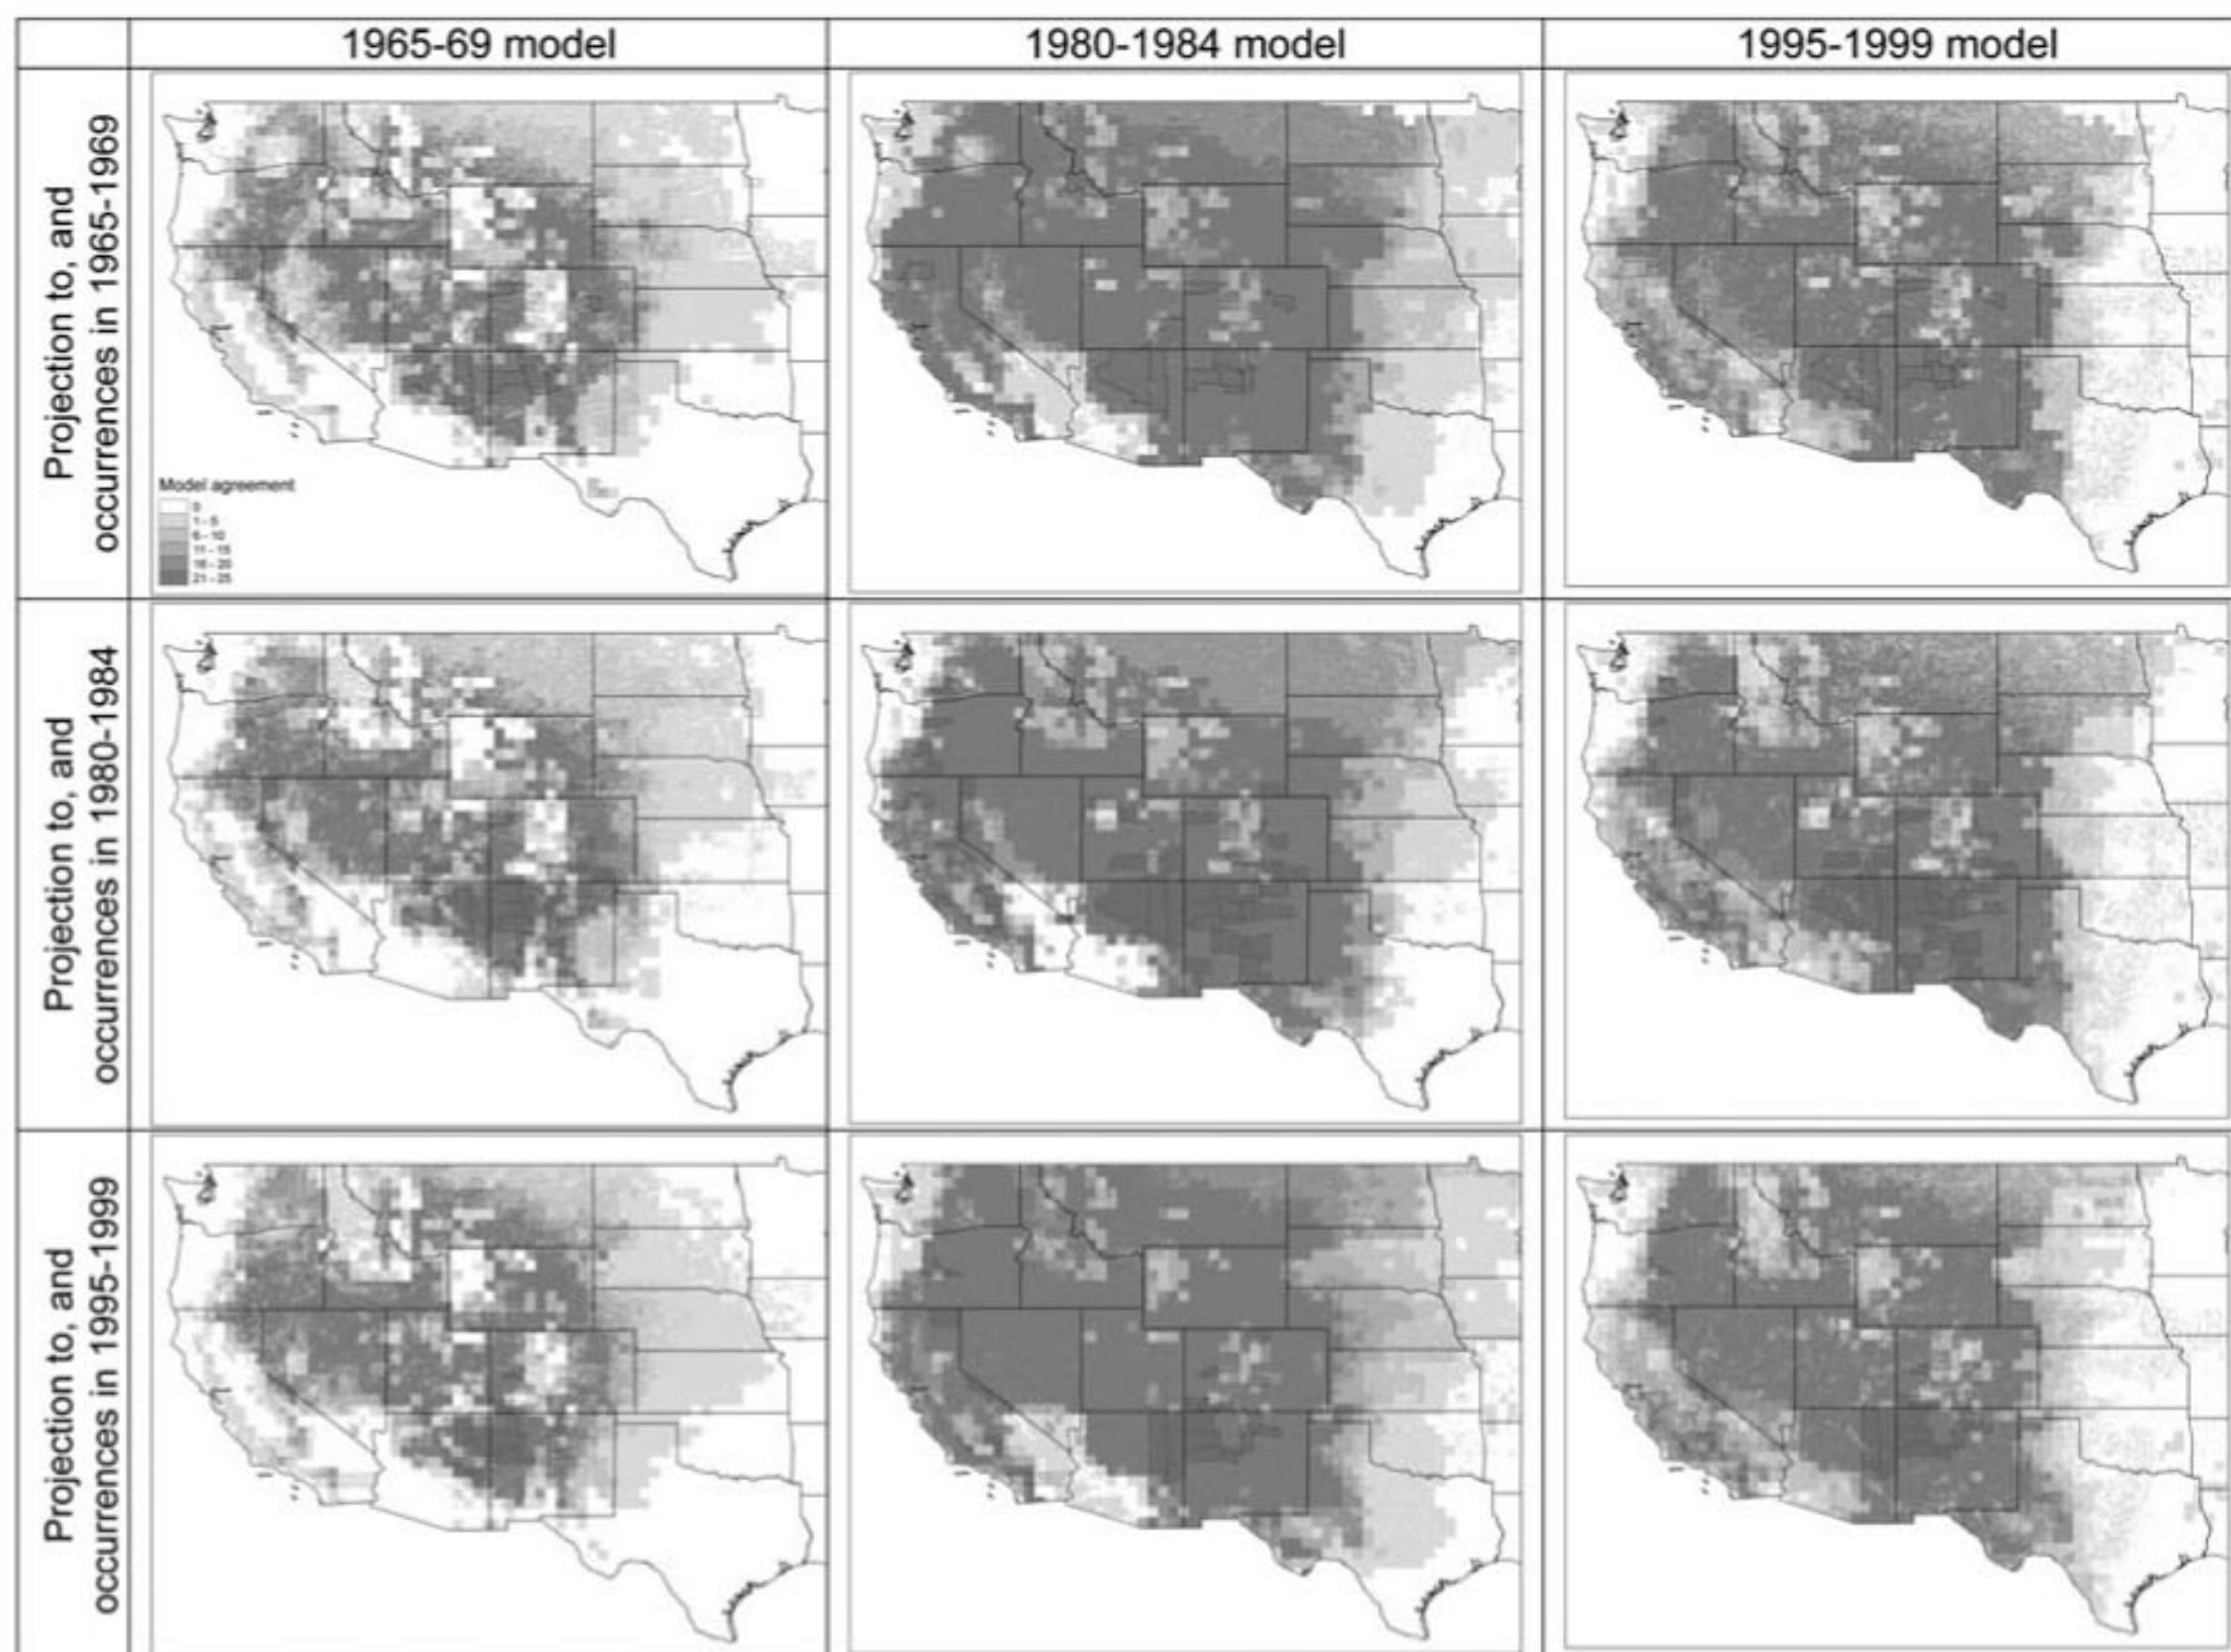 1965-69 model
1980-1984 model
1995-1999 model
Projection to, and
occurrences in 1965-1969
Model agreement
0
1 - 5
6 - 10
11 - 15
16 - 20
21 - 25
Projection to, and
occurrences in 1980-1984
Projection to, and
occurrences in 1995-1999